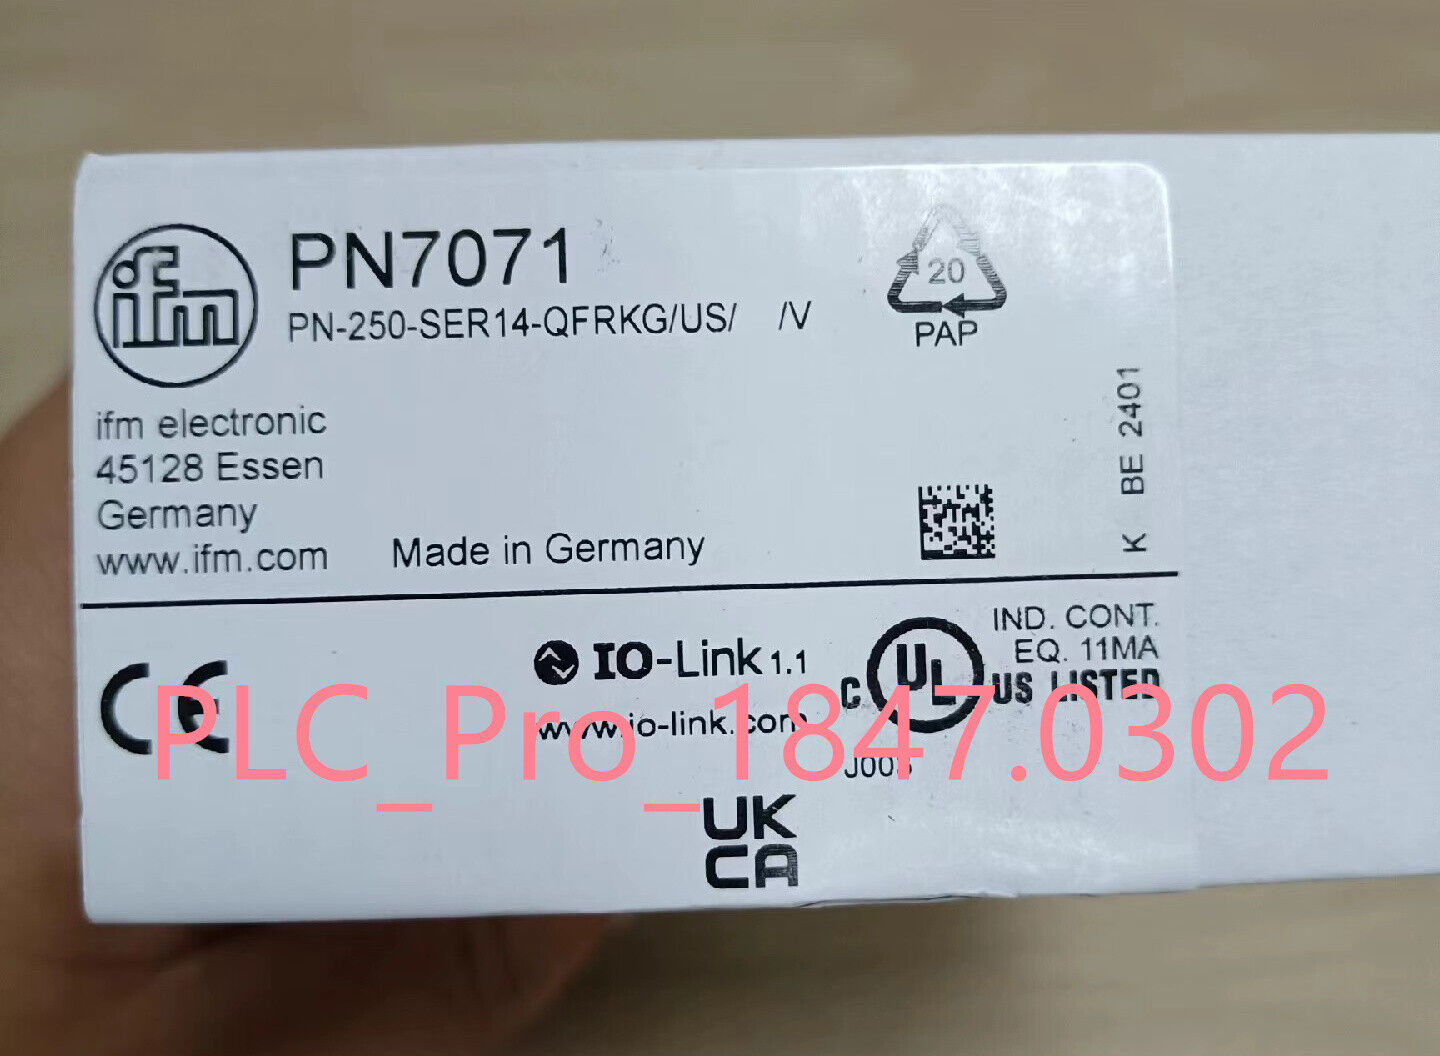 ifm
PN7071
PN-250-SER14-QFRKG/US/ /V
20
PAP
ifm electronic
45128 Essen
Germany
www.ifm.com
Made in Germany
K BE 2401
CE
IO-Link 1.1
www.io-link.com
C UL US LISTED
IND. CONT.
EQ. 11MA
PLC_Pro_1847.0302
UK
CA